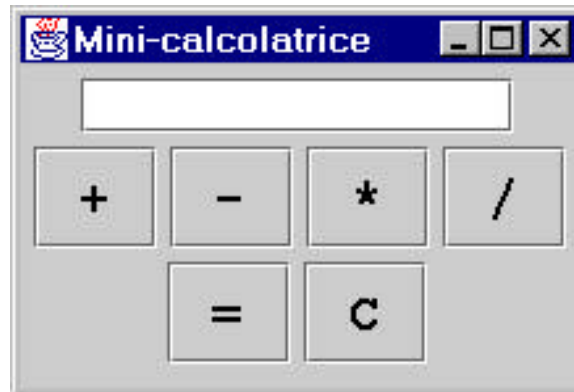 Mini-calcolatrice
+ - * /
= C